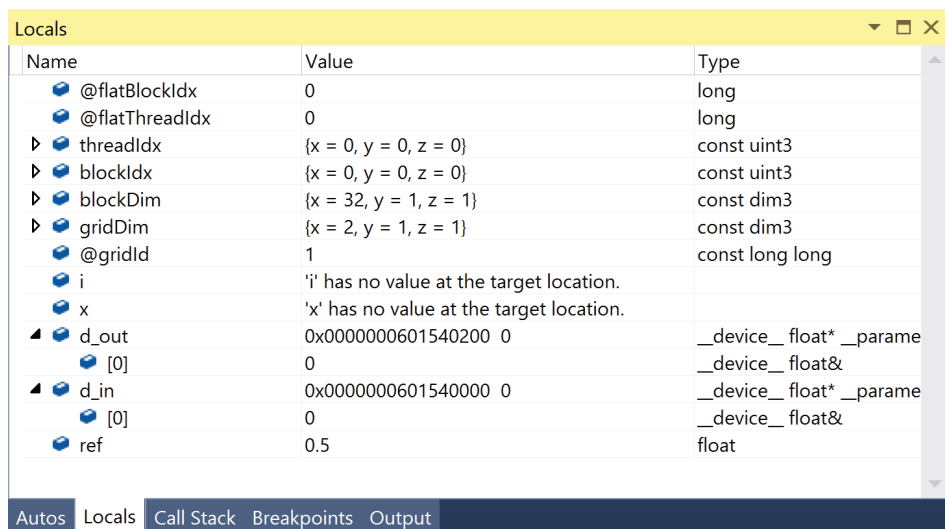 Locals
Name Value Type
@flatBlockIdx 0 long
@flatThreadIdx 0 long
threadIdx {x = 0, y = 0, z = 0} const uint3
blockIdx {x = 0, y = 0, z = 0} const uint3
blockDim {x = 32, y = 1, z = 1} const dim3
gridDim {x = 2, y = 1, z = 1} const dim3
@gridId 1 const long long
i 'i' has no value at the target location.
x 'x' has no value at the target location.
d_out 0x0000000601540200 0 __device__ float* __parame
[0] 0 __device__ float&
d_in 0x0000000601540000 0 __device__ float* __parame
[0] 0 __device__ float&
ref 0.5 float
Autos Locals Call Stack Breakpoints Output